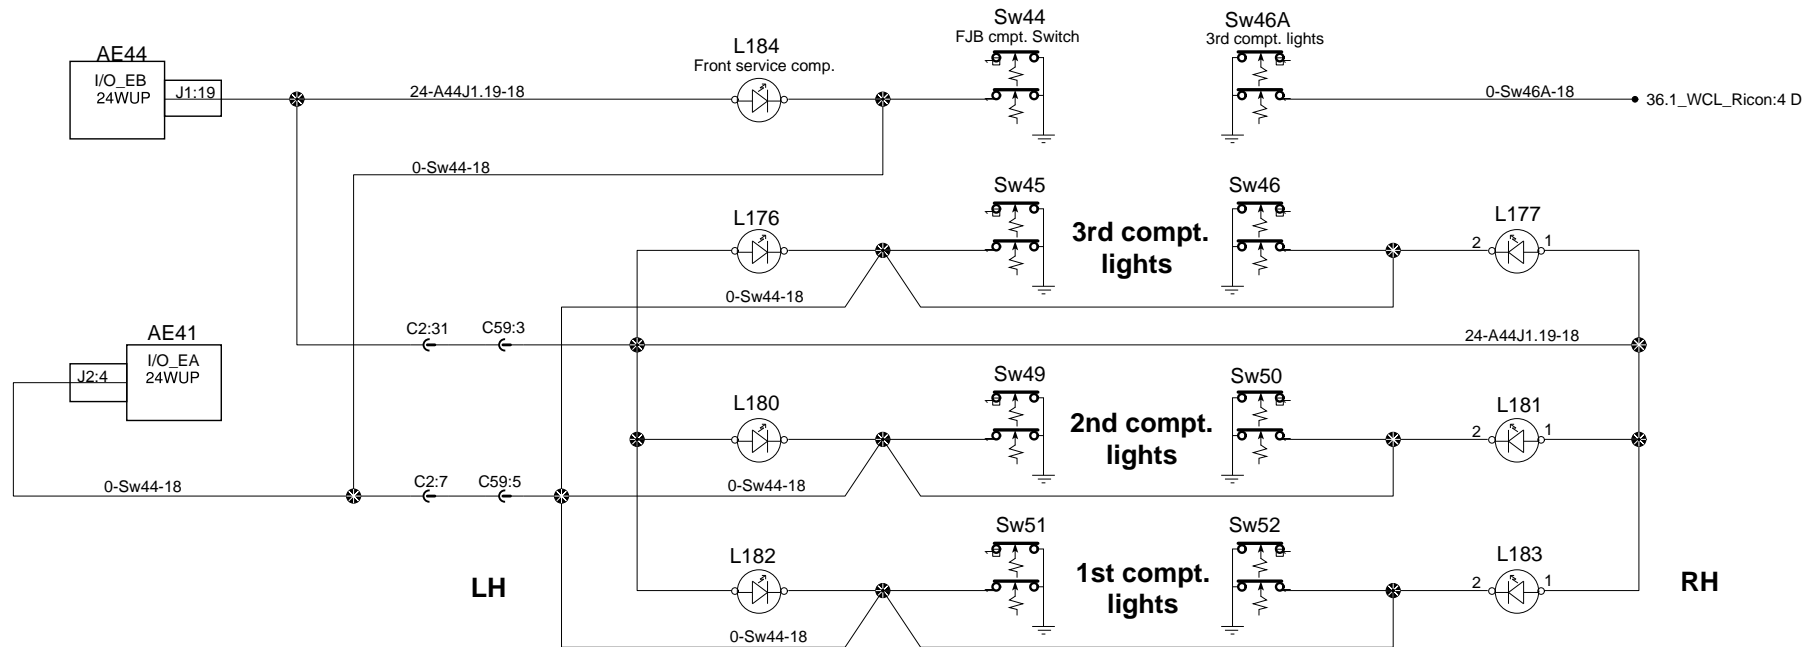 Sw44
FJB cmpt. Switch
Sw46A
3rd compt. lights
AE44
I/O_EB
24WUP
J1:19
L184
Front service comp.
24-A44J1.19-18
0-Sw46A-18
36.1_WCL_Ricon:4 D
0-Sw44-18
Sw45
Sw46
L176
3rd compt.
lights
L177
2
1
0-Sw44-18
AE41
I/O_EA
24WUP
J2:4
C2:31
C59:3
24-A44J1.19-18
Sw49
Sw50
L180
2nd compt.
lights
L181
2
1
0-Sw44-18
C2:7
C59:5
0-Sw44-18
Sw51
Sw52
L182
1st compt.
lights
L183
2
1
LH
RH
0-Sw44-18